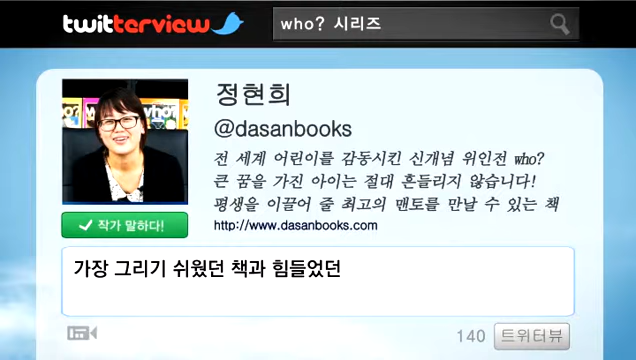 twitterview
who? 시리즈
정현희
@dasanbooks
전 세계 어린이를 감동시킨 신개념 위인전 who?
큰 꿈을 가진 아이는 절대 흔들리지 않습니다!
평생을 이끌어 줄 최고의 멘토를 만날 수 있는 책
http://www.dasanbooks.com
작가 말하다!
가장 그리기 쉬웠던 책과 힘들었던
140 트위터뷰